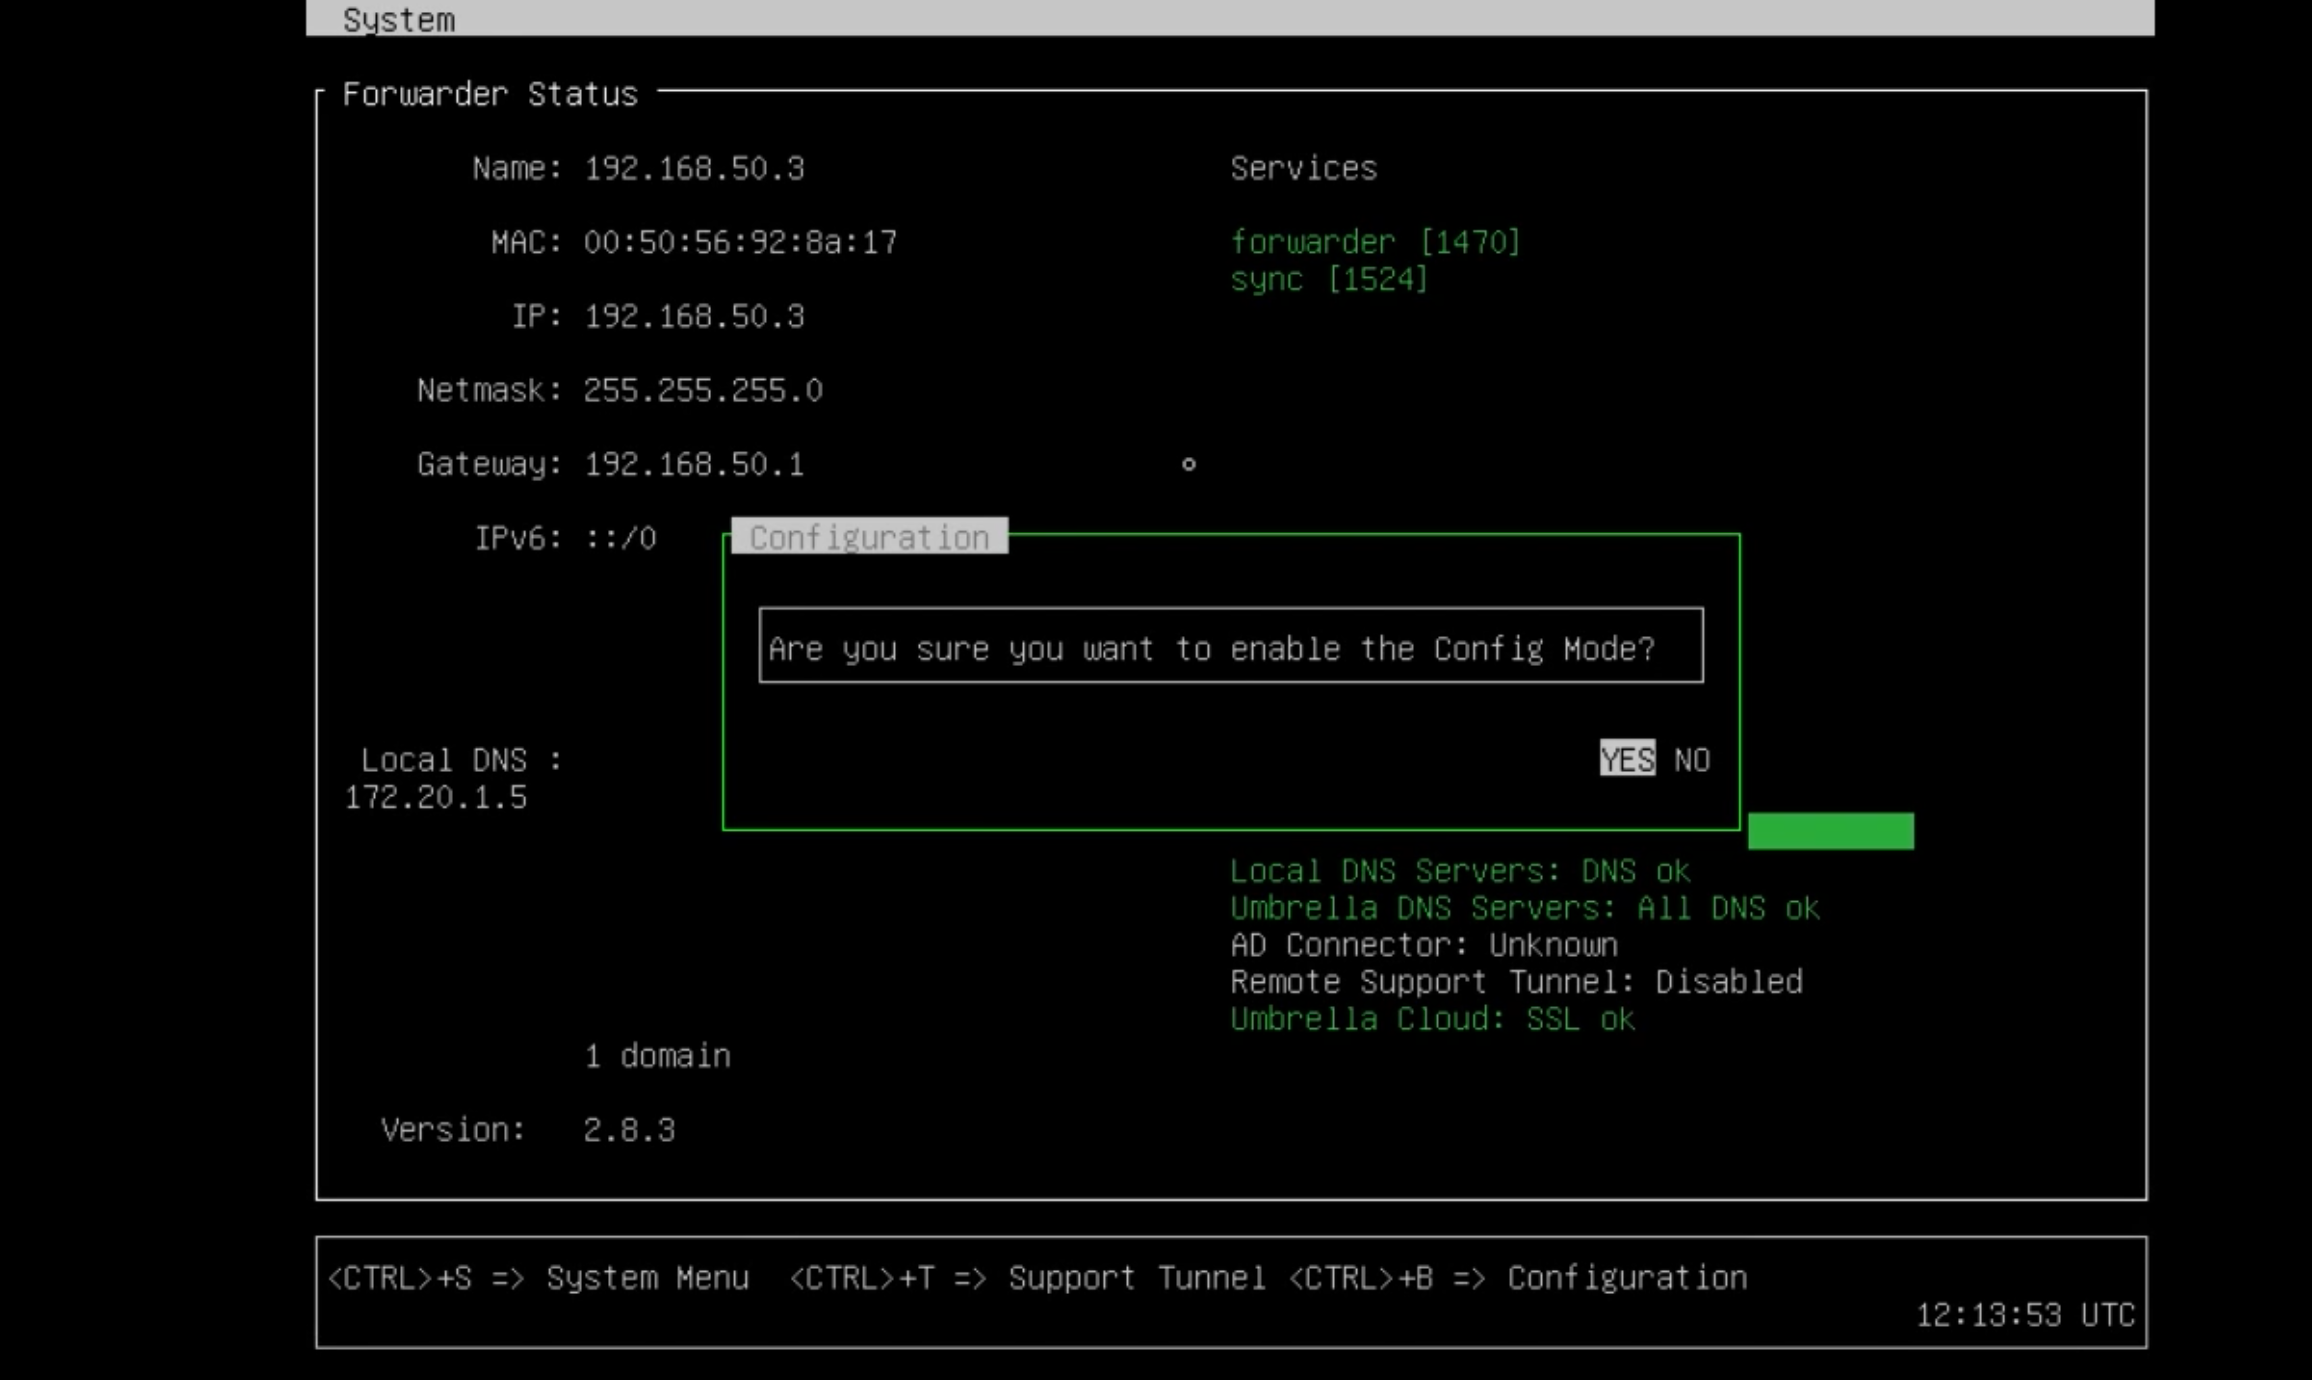 System
Forwarder Status
Name: 192.168.50.3
Services
MAC: 00:50:56:92:8a:17
forwarder [1470]
sync [1524]
IP: 192.168.50.3
Netmask: 255.255.255.0
Gateway: 192.168.50.1
IPv6: ::/0
Configuration
Are you sure you want to enable the Config Mode?
YES NO
Local DNS :
172.20.1.5
Local DNS Servers: DNS ok
Umbrella DNS Servers: All DNS ok
AD Connector: Unknown
Remote Support Tunnel: Disabled
Umbrella Cloud: SSL ok
1 domain
Version: 2.8.3
<CTRL>+S => System Menu <CTRL>+T => Support Tunnel <CTRL>+B => Configuration
12:13:53 UTC